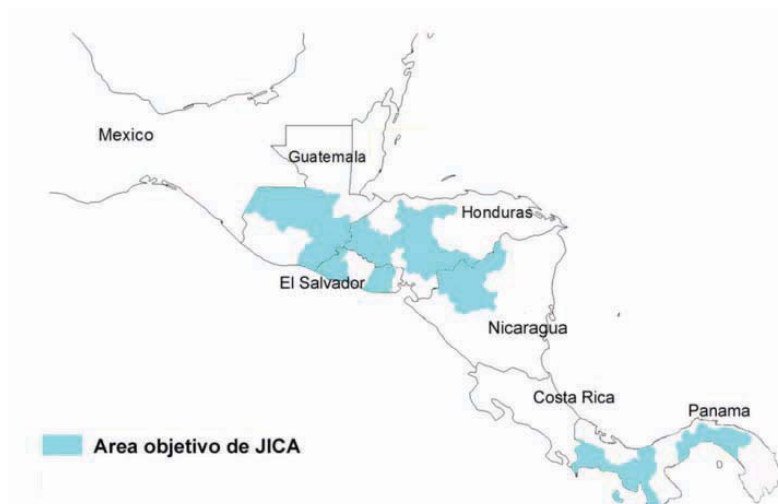 Mexico
Guatemala
Honduras
El Salvador
Nicaragua
Costa Rica
Panama
Area objetivo de JICA